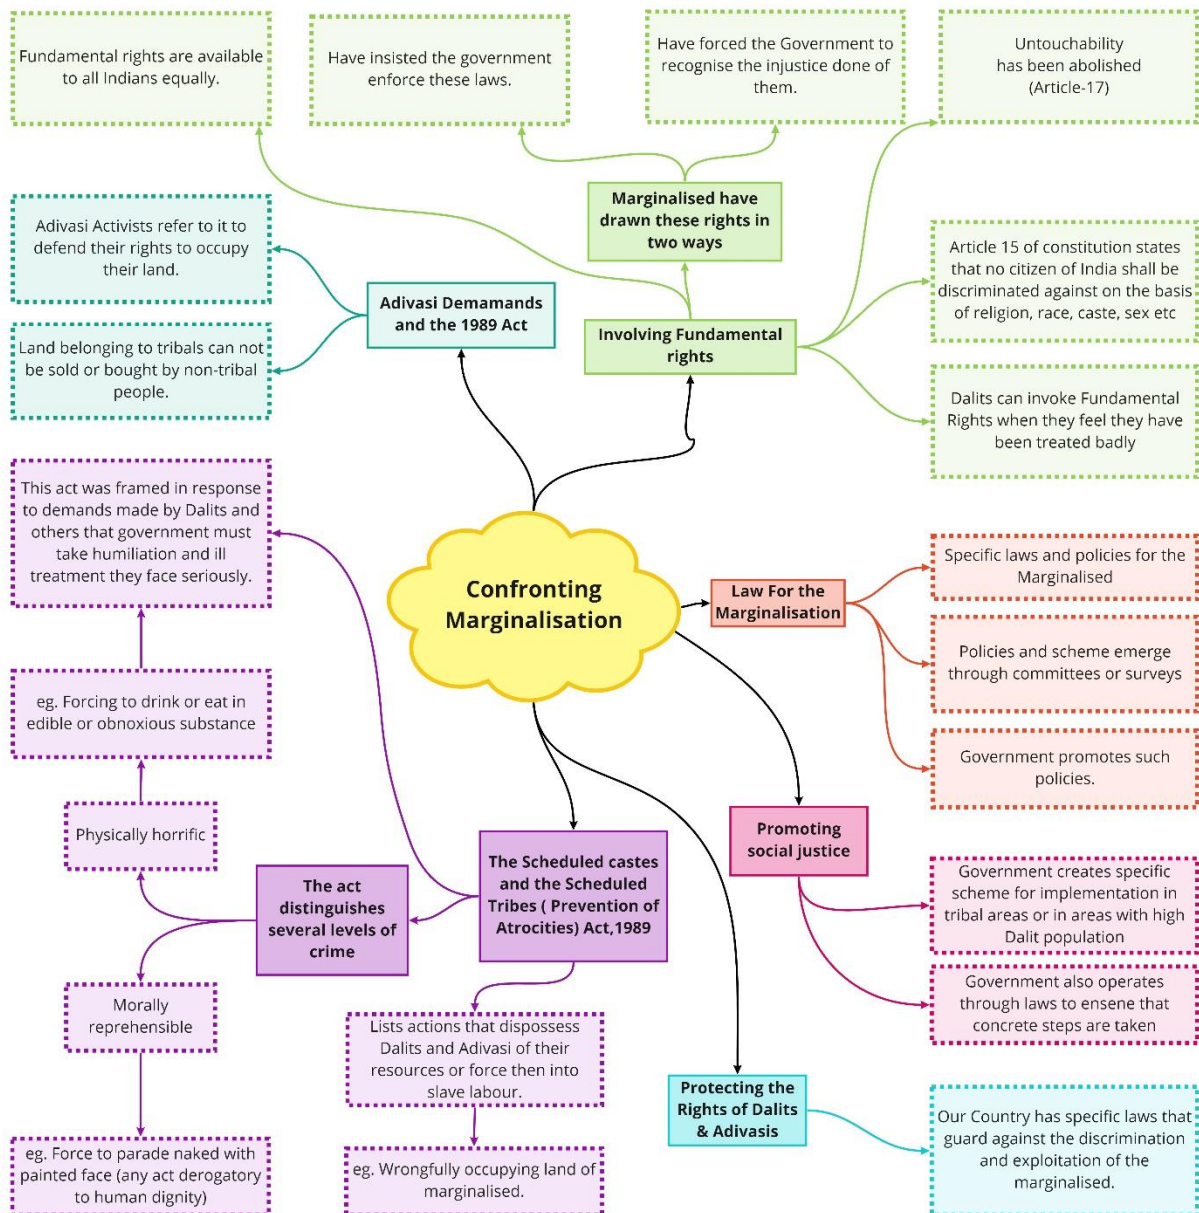 Fundamental rights are available
to all Indians equally.
Have insisted the government
enforce these laws.
Have forced the Government to
recognise the injustice done of
them.
Untouchability
has been abolished
(Article-17)
Marginalised have
drawn these rights in
two ways
Adivasi Activists refer to it to
defend their rights to occupy
their land.
Adivasi Demamands
and the 1989 Act
Land belonging to tribals can not
be sold or bought by non-tribal
people.
Involving Fundamental
rights
Article 15 of constitution states
that no citizen of India shall be
discriminated against on the basis
of religion, race, caste, sex etc
Dalits can invoke Fundamental
Rights when they feel they have
been treated badly
This act was framed in response
to demands made by Dalits and
others that government must
take humiliation and ill
treatment they face seriously.
Confronting
Marginalisation
Law For the
Marginalisation
Specific laws and policies for the
Marginalised
Policies and scheme emerge
through committees or surveys
Government promotes such
policies.
eg. Forcing to drink or eat in
edible or obnoxious substance
Physically horrific
The act
distinguishes
several levels of
crime
The Scheduled castes
and the Scheduled
Tribes ( Prevention of
Atrocities) Act,1989
Promoting
social justice
Government creates specific
scheme for implementation in
tribal areas or in areas with high
Dalit population
Government also operates
through laws to ensene that
concrete steps are taken
Morally
reprehensible
Lists actions that dispossess
Dalits and Adivasi of their
resources or force then into
slave labour.
Protecting the
Rights of Dalits
& Adivasis
Our Country has specific laws that
guard against the discrimination
and exploitation of the
marginalised.
eg. Force to parade naked with
painted face (any act derogatory
to human dignity)
eg. Wrongfully occupying land of
marginalised.